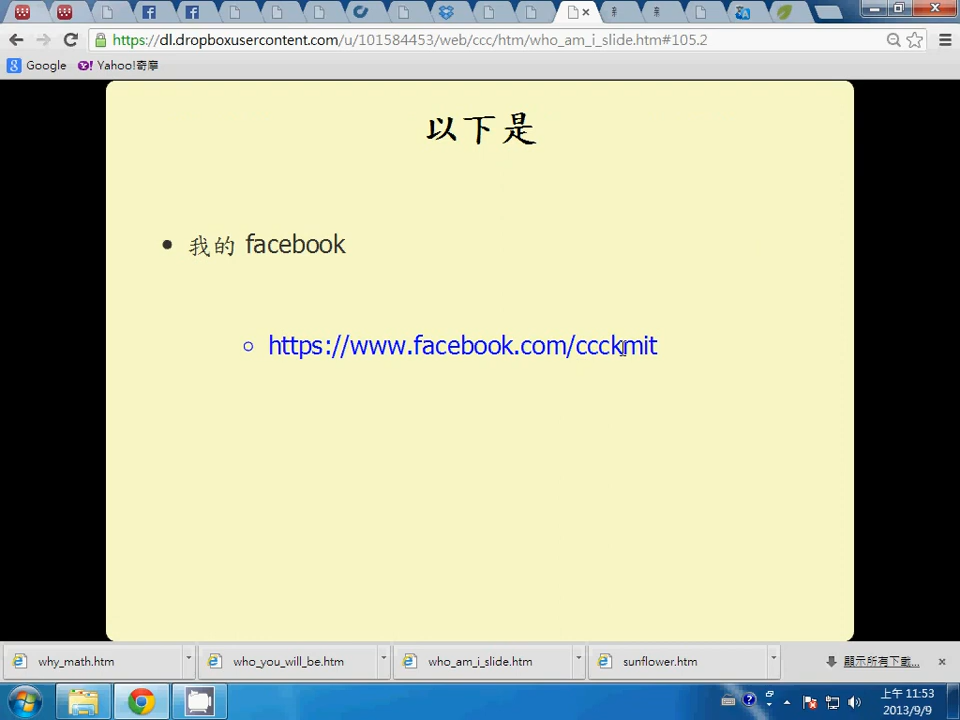 https://dl.dropboxusercontent.com/u/101584453/web/ccc/htm/who_am_i_slide.htm#105.2
Google Yahoo!奇摩
以下是
我的 facebook
https://www.facebook.com/ccckmit
why_math.htm who_you_will_be.htm who_am_i_slide.htm sunflower.htm 顯示所有下載...
上午 11:53
2013/9/9